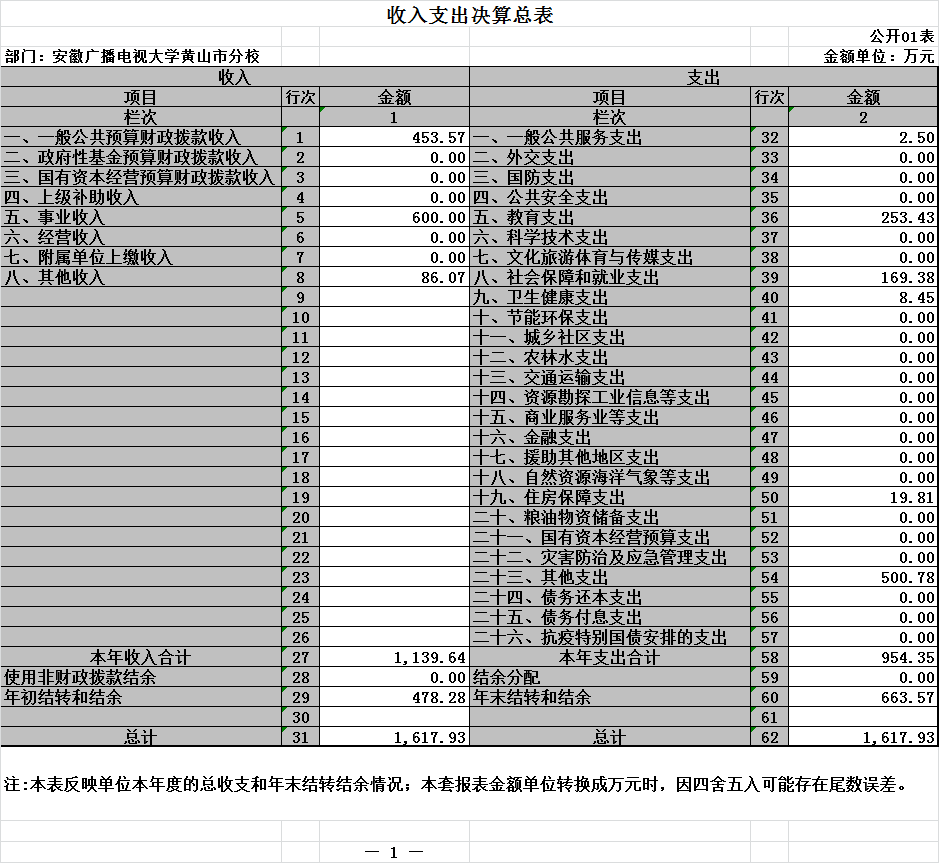 收入支出决算总表
公开01表
部门：安徽广播电视大学黄山市分校 金额单位：万元
收入 支出
项目 行次 金额 项目 行次 金额
栏次 1 栏次 2
一、一般公共预算财政拨款收入 1 453.57 一、一般公共服务支出 32 2.50
二、政府性基金预算财政拨款收入 2 0.00 二、外交支出 33 0.00
三、国有资本经营预算财政拨款收入 3 0.00 三、国防支出 34 0.00
四、上级补助收入 4 0.00 四、公共安全支出 35 0.00
五、事业收入 5 600.00 五、教育支出 36 253.43
六、经营收入 6 0.00 六、科学技术支出 37 0.00
七、附属单位上缴收入 7 0.00 七、文化旅游体育与传媒支出 38 0.00
八、其他收入 8 86.07 八、社会保障和就业支出 39 169.38
9 九、卫生健康支出 40 8.45
10 十、节能环保支出 41 0.00
11 十一、城乡社区支出 42 0.00
12 十二、农林水支出 43 0.00
13 十三、交通运输支出 44 0.00
14 十四、资源勘探工业信息等支出 45 0.00
15 十五、商业服务业等支出 46 0.00
16 十六、金融支出 47 0.00
17 十七、援助其他地区支出 48 0.00
18 十八、自然资源海洋气象等支出 49 0.00
19 十九、住房保障支出 50 19.81
20 二十、粮油物资储备支出 51 0.00
21 二十一、国有资本经营预算支出 52 0.00
22 二十二、灾害防治及应急管理支出 53 0.00
23 二十三、其他支出 54 500.78
24 二十四、债务还本支出 55 0.00
25 二十五、债务付息支出 56 0.00
26 二十六、抗疫特别国债安排的支出 57 0.00
本年收入合计 27 1,139.64 本年支出合计 58 954.35
使用非财政拨款结余 28 0.00 结余分配 59 0.00
年初结转和结余 29 478.28 年末结转和结余 60 663.57
30 61
总计 31 1,617.93 总计 62 1,617.93
注：本表反映单位本年度的总收支和年末结转结余情况；本套报表金额单位转换成万元时，因四舍五入可能存在尾数误差。
— 1 —